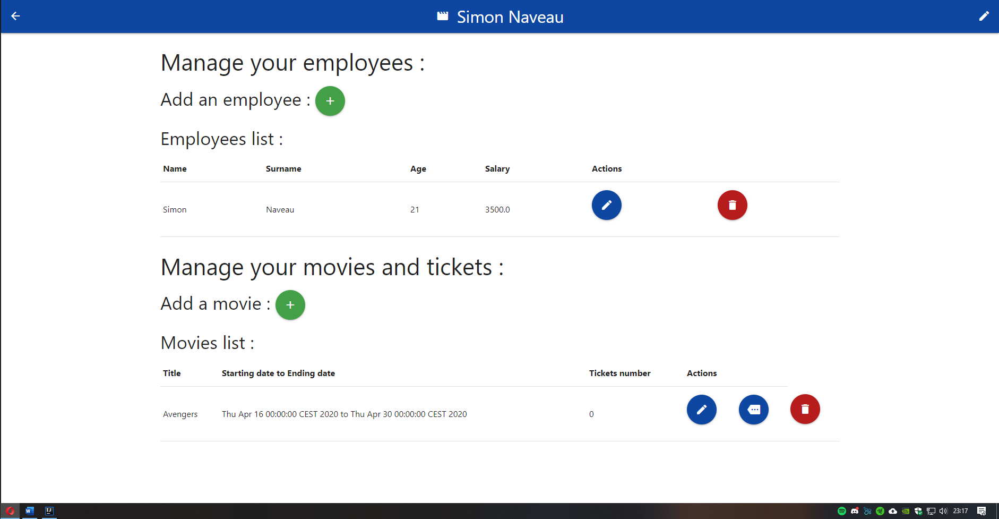 Simon Naveau
Manage your employees :
Add an employee : +
Employees list :
Name Surname Age Salary Actions
Simon Naveau 21 3500.0
Manage your movies and tickets :
Add a movie : +
Movies list :
Title Starting date to Ending date Tickets number Actions
Avengers Thu Apr 16 00:00:00 CEST 2020 to Thu Apr 30 00:00:00 CEST 2020 0
W IJ 23:17